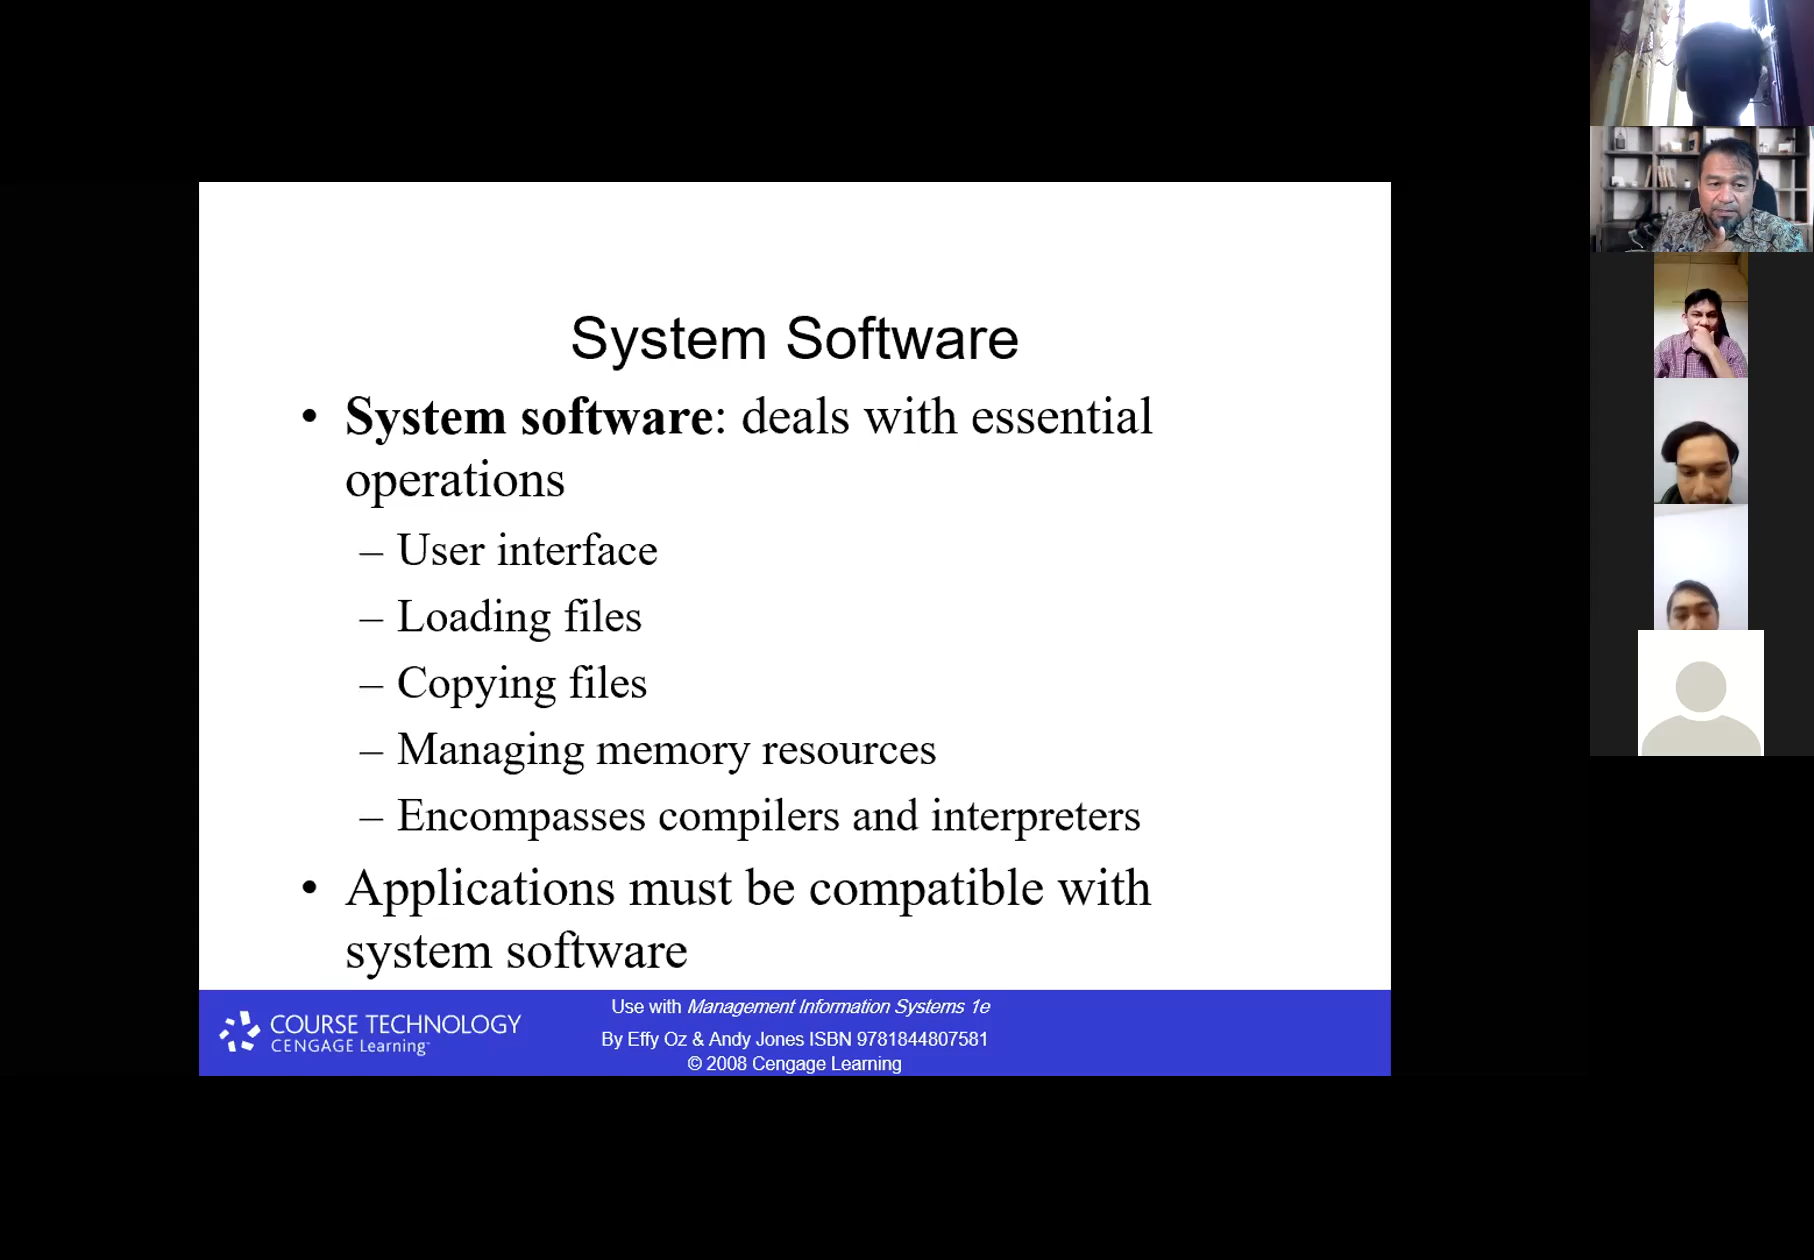 System Software
• System software: deals with essential
operations
– User interface
– Loading files
– Copying files
– Managing memory resources
– Encompasses compilers and interpreters
• Applications must be compatible with
system software
COURSE TECHNOLOGY
CENGAGE Learning™
Use with Management Information Systems 1e
By Effy Oz & Andy Jones ISBN 9781844807581
© 2008 Cengage Learning